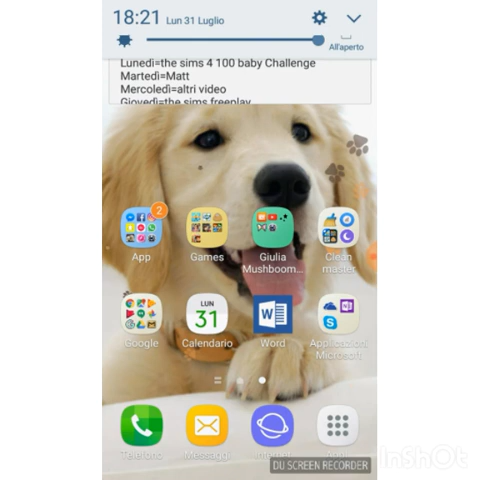 18:21 Lun 31 Luglio
All'aperto
Lunedì=the sims 4 100 baby Challenge
Martedì=Matt
Mercoledì=altri video
Giovedì=the sims freeplay
2
App Games Giulia Mushboom... Clean master
LUN
31
W
S
Google Calendario Word Applicazioni Microsoft
Telefono Messaggi Internet App
DU SCREEN RECORDER
InShOt